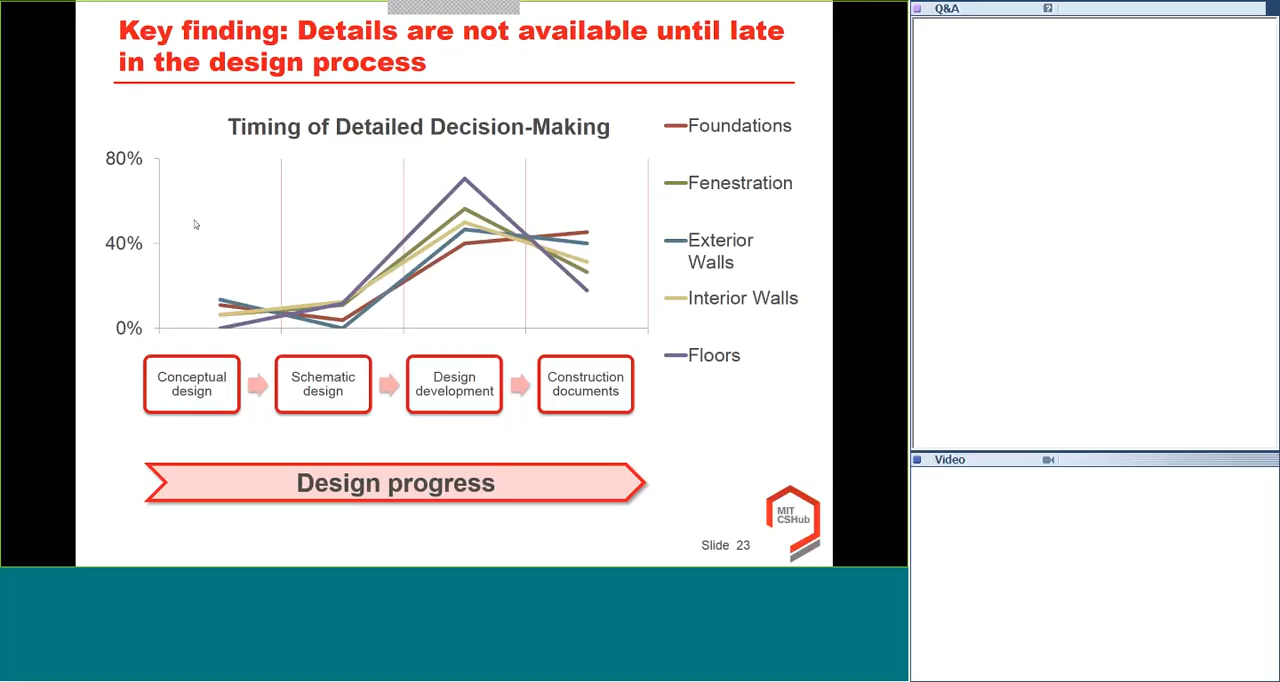 Key finding: Details are not available until late
in the design process
Timing of Detailed Decision-Making
80%
40%
0%
Foundations
Fenestration
Exterior
Walls
Interior Walls
Floors
Conceptual
design
Schematic
design
Design
development
Construction
documents
Design progress
MIT
CSHub
Slide 23
Q&A
?
Video